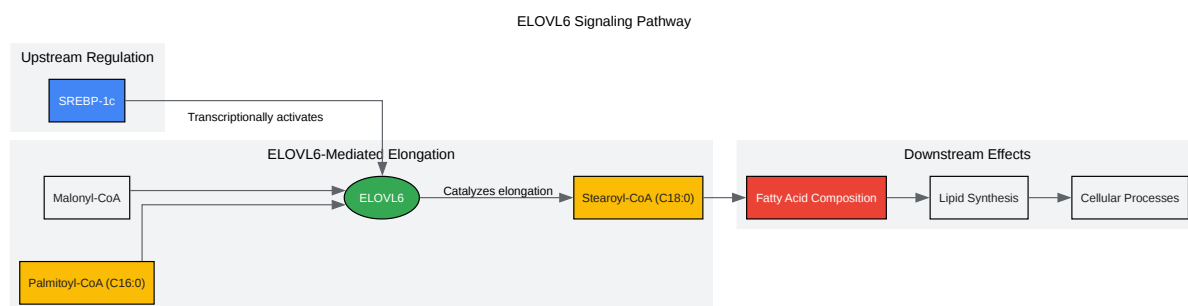 ELOVL6 Signaling Pathway
Upstream Regulation
SREBP-1c
Transcriptionally activates
ELOVL6-Mediated Elongation
Malonyl-CoA
Palmitoyl-CoA (C16:0)
ELOVL6
Catalyzes elongation
Stearoyl-CoA (C18:0)
Downstream Effects
Fatty Acid Composition
Lipid Synthesis
Cellular Processes